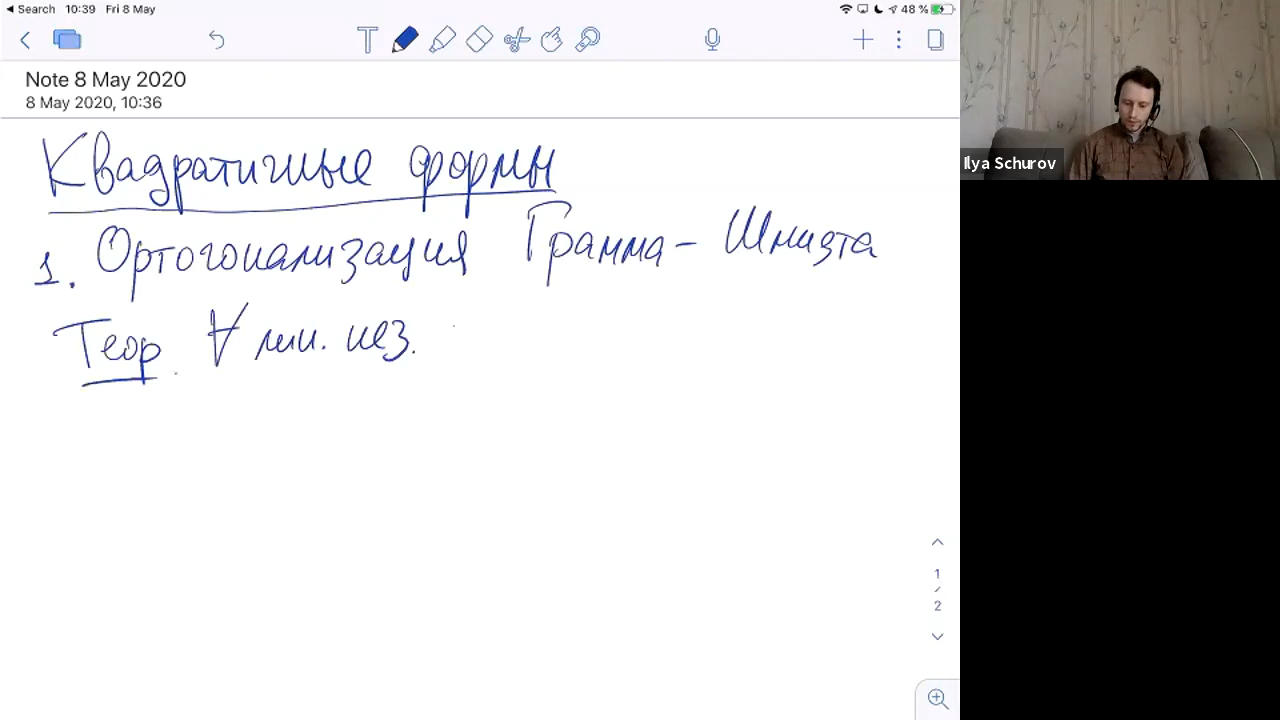 Search 10:39 Fri 8 May 48 %
T
Note 8 May 2020
8 May 2020, 10:36
Квадратичные формы
1. Ортогонализация Грамма - Шмидта
Теор. ∀ лин. нез.
1
2
Ilya Schurov